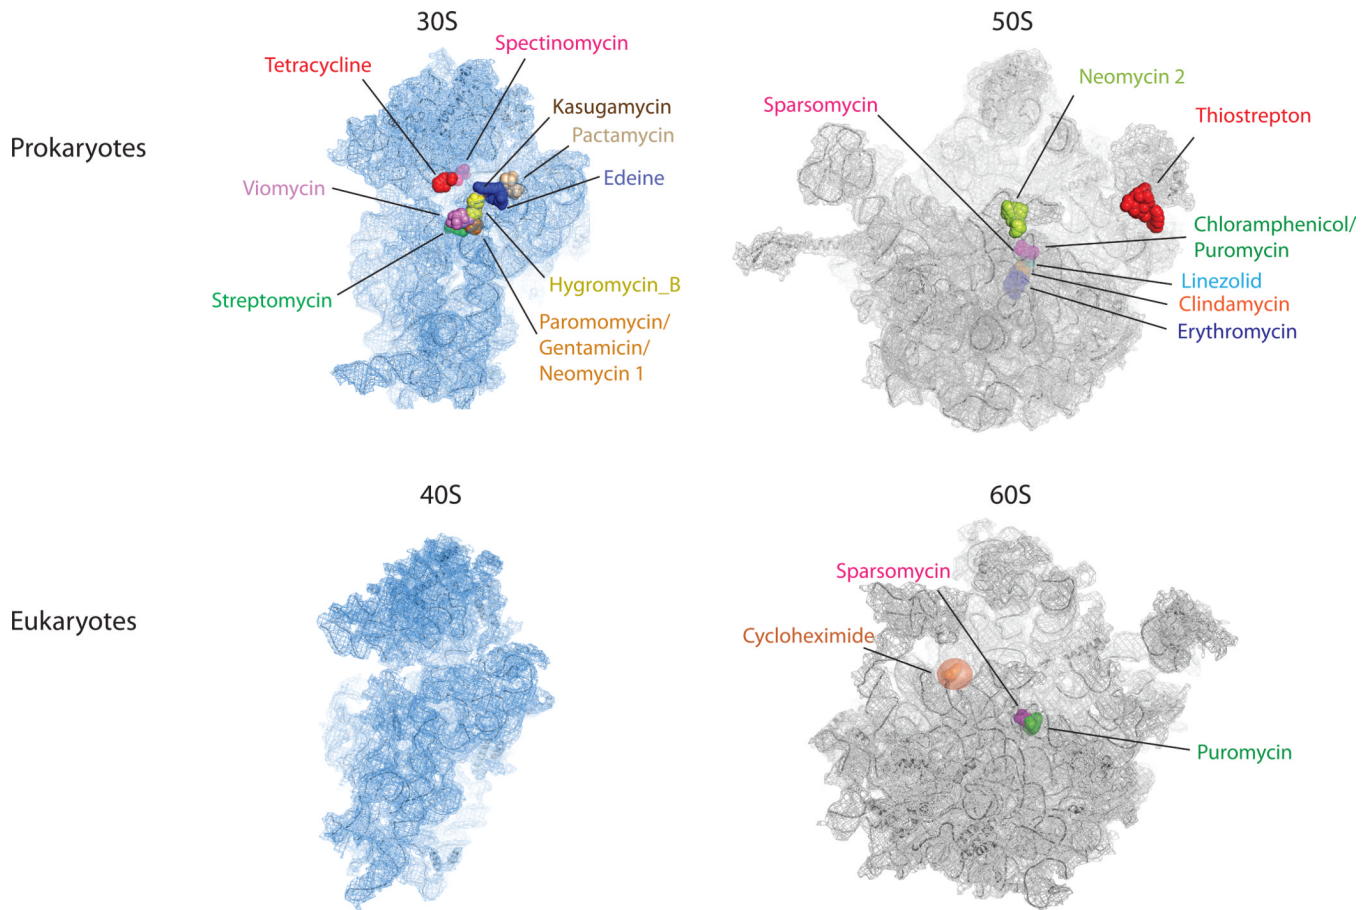 30S
50S
Prokaryotes
Spectinomycin
Tetracycline
Kasugamycin
Pactamycin
Viomycin
Edeine
Streptomycin
Hygromycin_B
Paromomycin/
Gentamicin/
Neomycin 1
Neomycin 2
Sparsomycin
Thiostrepton
Chloramphenicol/
Puromycin
Linezolid
Clindamycin
Erythromycin
40S
60S
Eukaryotes
Sparsomycin
Cycloheximide
Puromycin